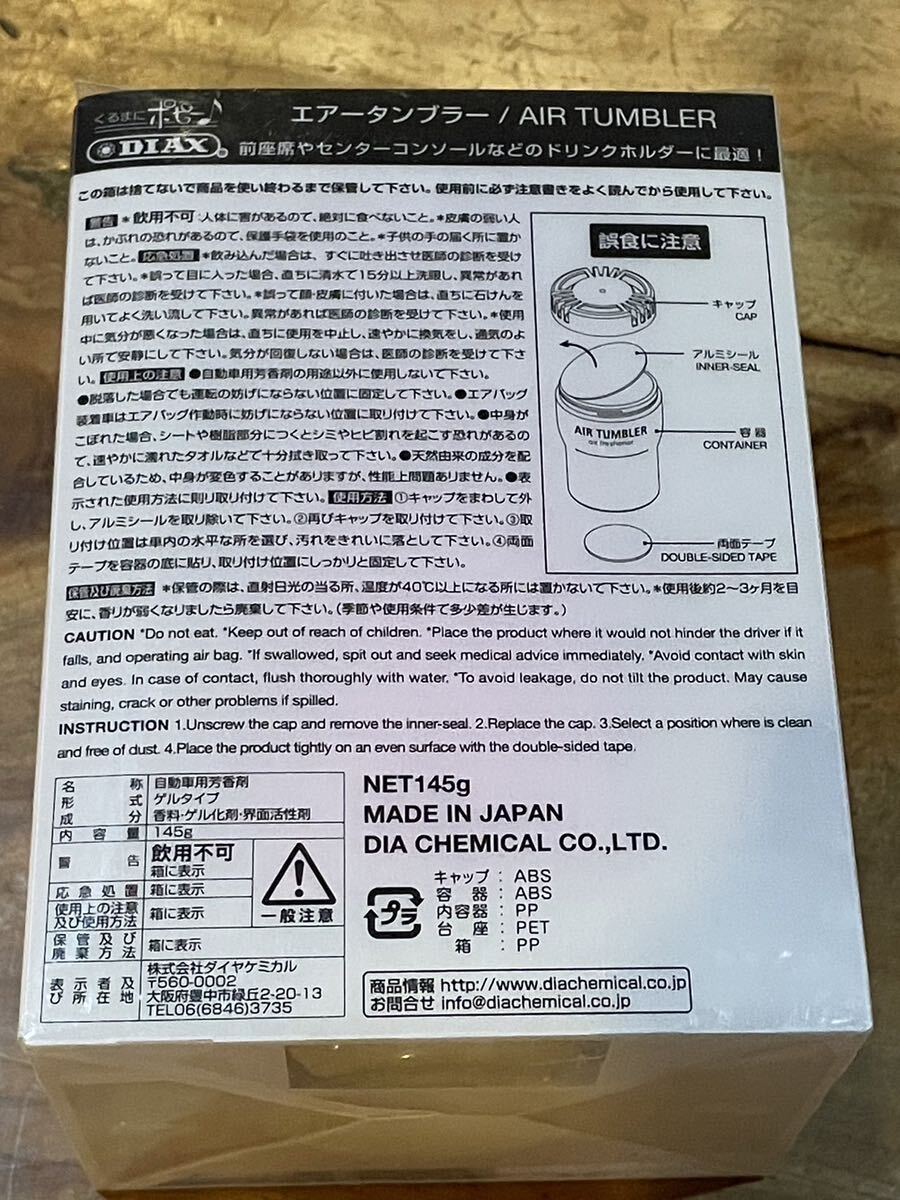 くるまにポピー♪
エアータンブラー / AIR TUMBLER
DIAX®
前座席やセンターコンソールなどのドリンクホルダーに最適！
この箱は捨てないで商品を使い終わるまで保管して下さい。使用前に必ず注意書きをよく読んでから使用して下さい。
警告 *飲用不可:人体に害があるので、絶対に食べないこと。*皮膚の弱い人
は、かぶれの恐れがあるので、保護手袋を使用のこと。*子供の手の届く所に置か
ないこと。応急処置 *飲み込んだ場合は、すぐに吐き出させ医師の診断を受け
て下さい。*誤って目に入った場合、直ちに清水で15分以上洗眼し、異常があれ
ば医師の診断を受けて下さい。*誤って顔・皮膚に付いた場合は、直ちに石けんを
用いてよく洗い流して下さい。異常があれば医師の診断を受けて下さい。*使用
中に気分が悪くなった場合は、直ちに使用を中止し、速やかに換気をし、通気のよ
い所で安静にして下さい。気分が回復しない場合は、医師の診断を受けて下さ
い。使用上の注意 ●自動車用芳香剤の用途以外に使用しないで下さい。
●脱落した場合でも運転の妨げにならない位置に固定して下さい。●エアバッグ
装着車はエアバッグ作動時に妨げにならない位置に取り付けて下さい。●中身が
こぼれた場合、シートや樹脂部分につくとシミやヒビ割れを起こす恐れがあるの
で、速やかに濡れたタオルなどで十分拭き取って下さい。●天然由来の成分を配
合しているため、中身が変色することがありますが、性能上問題ありません。●表
示された使用方法に則り取り付けて下さい。使用方法 ①キャップをまわして外
し、アルミシールを取り除いて下さい。②再びキャップを取り付けて下さい。③取
り付け位置は車内の水平な所を選び、汚れをきれいに落として下さい。④両面
テープを容器の底に貼り、取り付け位置にしっかりと固定して下さい。
誤食に注意
キャップ
CAP
アルミシール
INNER-SEAL
AIR TUMBLER
air freshener
容器
CONTAINER
両面テープ
DOUBLE-SIDED TAPE
保管及び廃棄方法 *保管の際は、直射日光の当る所、温度が40℃以上になる所には置かないで下さい。*使用後約2〜3ヶ月を目
安に、香りが弱くなりましたら廃棄して下さい。(季節や使用条件で多少差が生じます。)
CAUTION *Do not eat. *Keep out of reach of children. *Place the product where it would not hinder the driver if it
falls, and operating air bag. *If swallowed, spit out and seek medical advice immediately. *Avoid contact with skin
and eyes. In case of contact, flush thoroughly with water. *To avoid leakage, do not tilt the product. May cause
staining, crack or other problems if spilled.
INSTRUCTION 1.Unscrew the cap and remove the inner-seal. 2.Replace the cap. 3.Select a position where is clean
and free of dust. 4.Place the product tightly on an even surface with the double-sided tape.
名称 自動車用芳香剤
形式 ゲルタイプ
成分 香料・ゲル化剤・界面活性剤
内容量 145g
警告 飲用不可
箱に表示
応急処置 箱に表示
使用上の注意
及び使用方法 箱に表示
保管及び
廃棄方法 箱に表示
一般注意
表示者及
び所在地
株式会社ダイヤケミカル
〒560-0002
大阪府豊中市緑丘2-20-13
TEL06(6846)3735
NET145g
MADE IN JAPAN
DIA CHEMICAL CO.,LTD.
プラ
キャップ：ABS
容器：ABS
内容器：PP
台座：PET
箱：PP
商品情報 http://www.diachemical.co.jp
お問合せ info@diachemical.co.jp